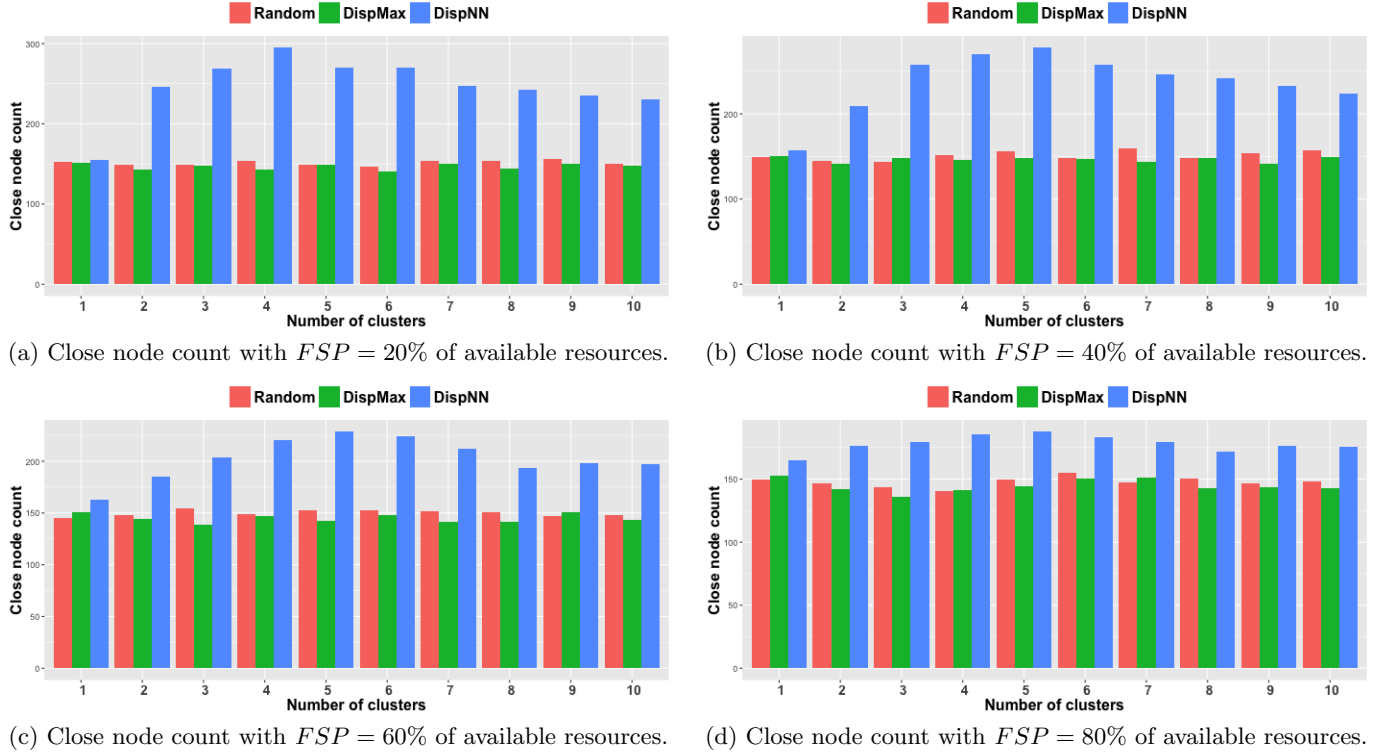 Random DispMax DispNN
300
200
100
0
Close node count
1 2 3 4 5 6 7 8 9 10
Number of clusters
(a) Close node count with FSP = 20% of available resources.
Random DispMax DispNN
200
100
0
Close node count
1 2 3 4 5 6 7 8 9 10
Number of clusters
(b) Close node count with FSP = 40% of available resources.
Random DispMax DispNN
200
150
100
50
0
Close node count
1 2 3 4 5 6 7 8 9 10
Number of clusters
(c) Close node count with FSP = 60% of available resources.
Random DispMax DispNN
150
100
50
0
Close node count
1 2 3 4 5 6 7 8 9 10
Number of clusters
(d) Close node count with FSP = 80% of available resources.